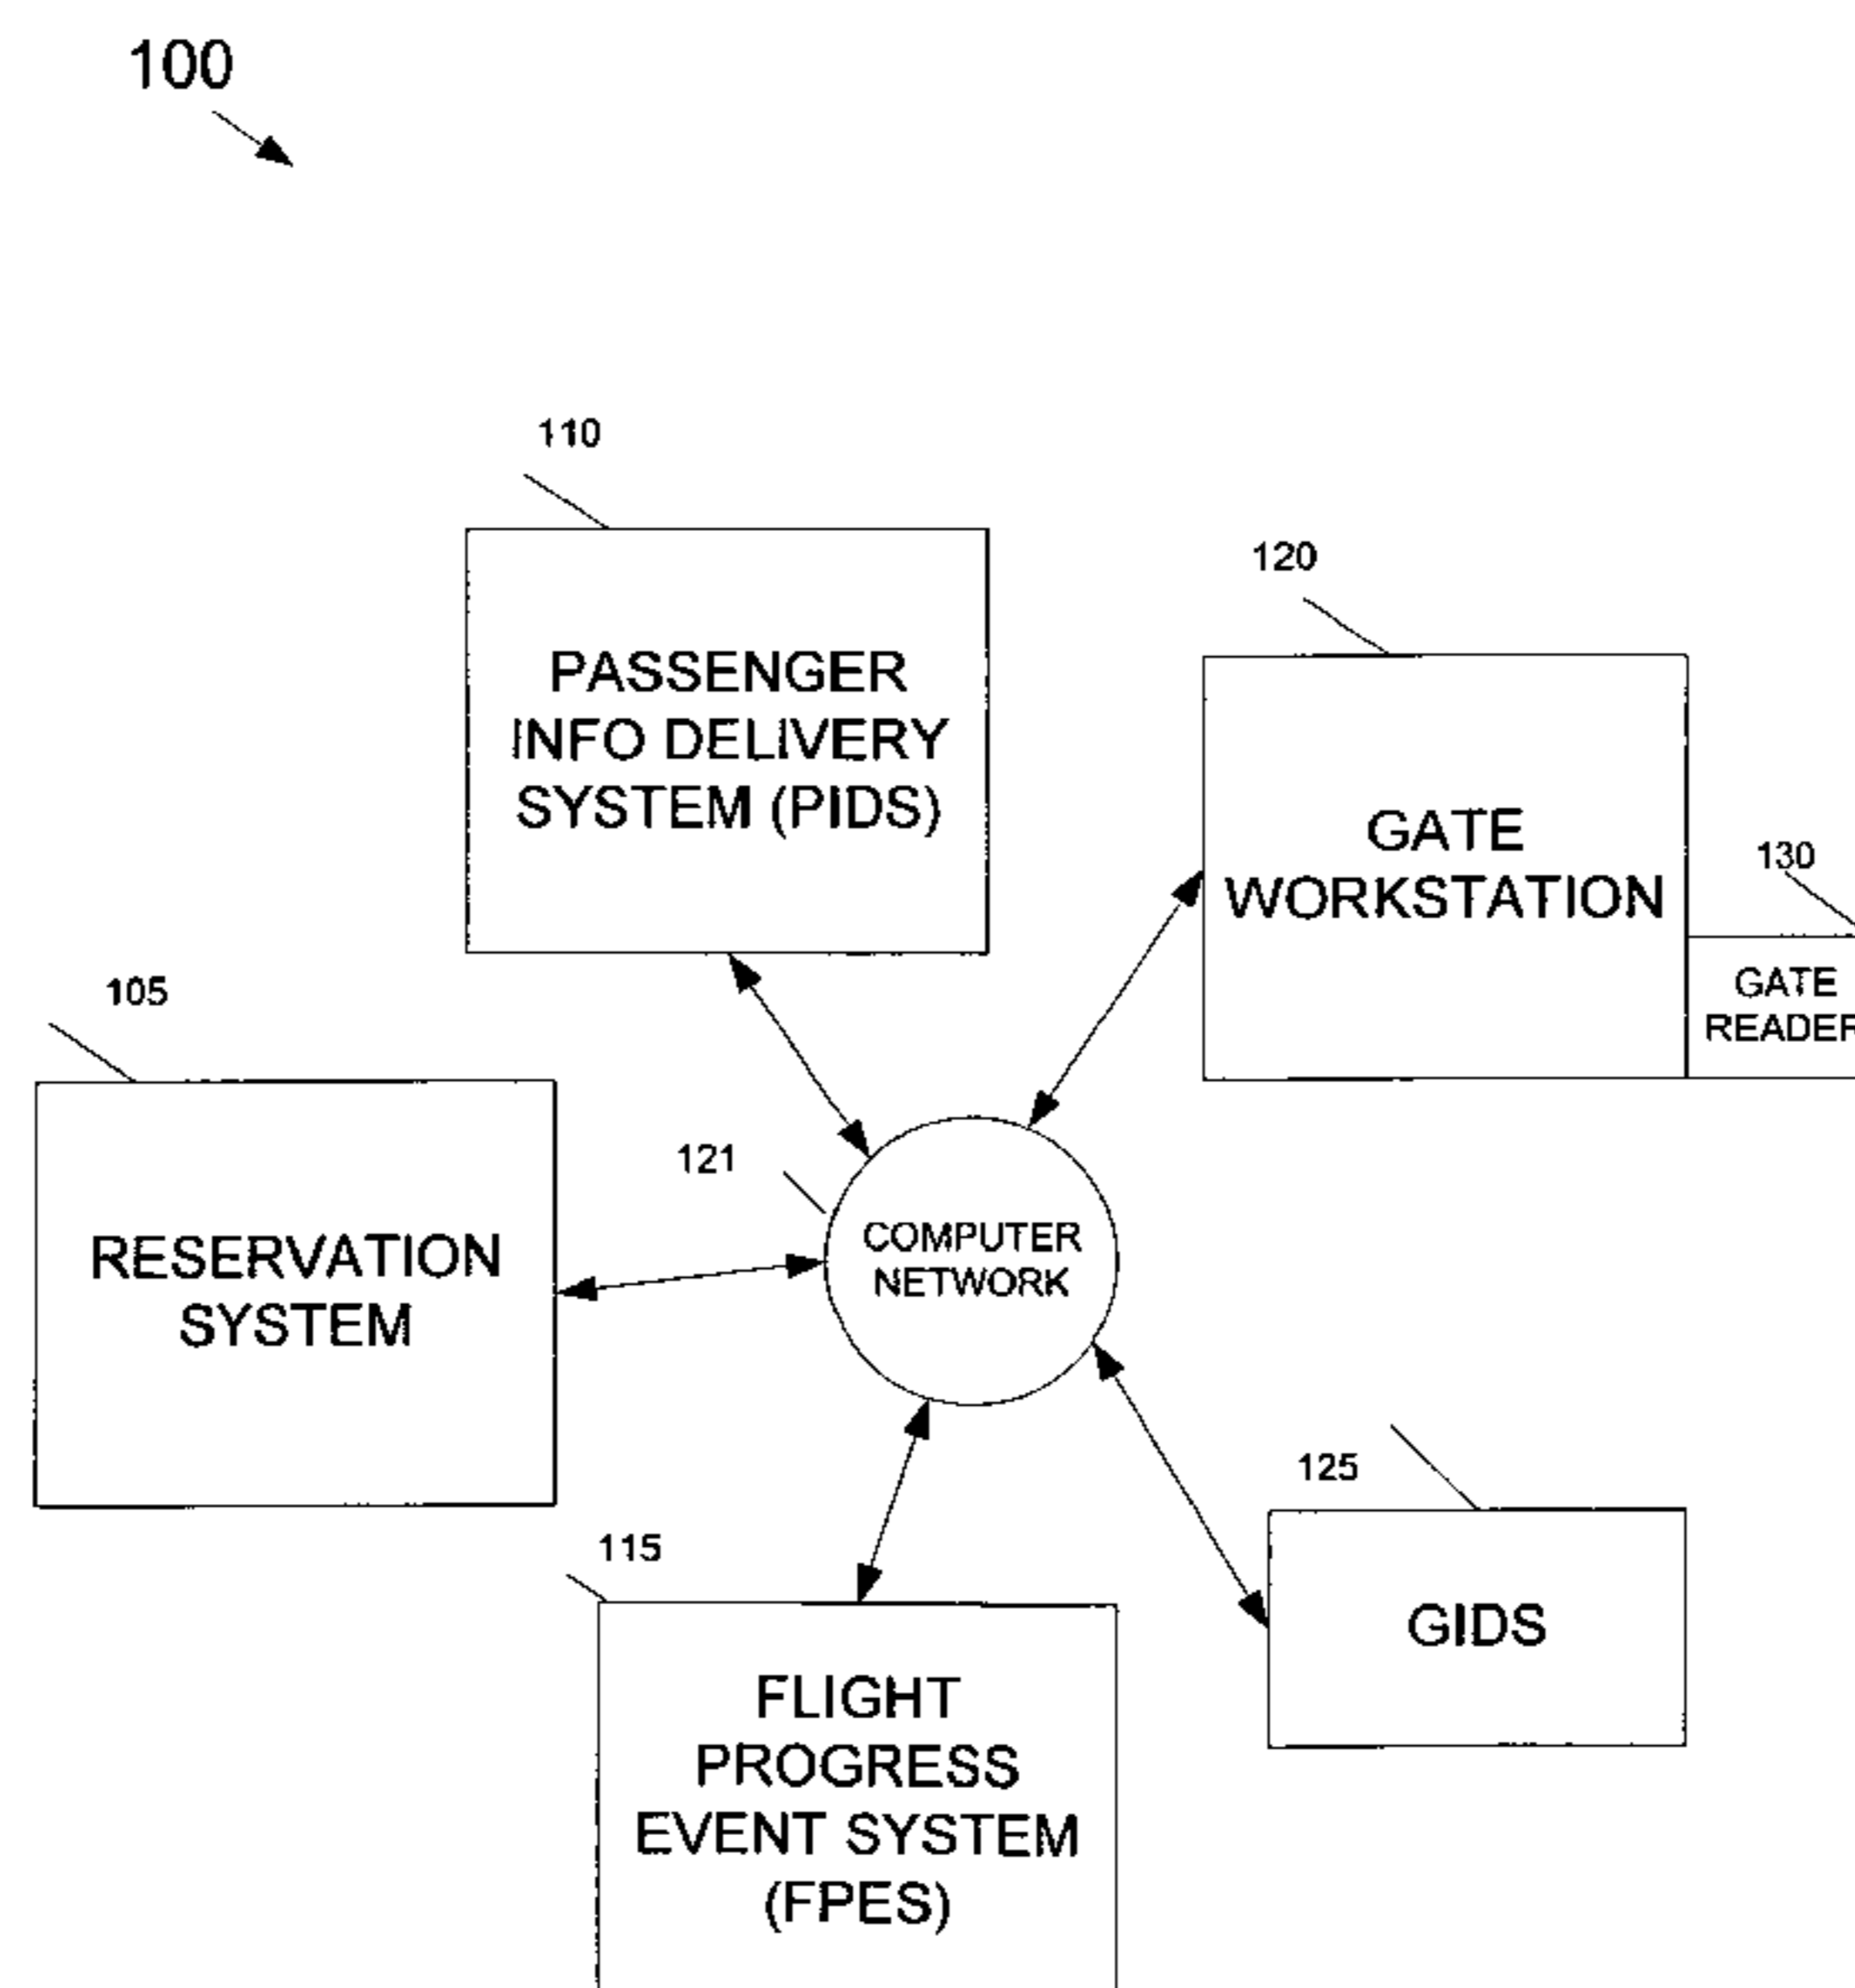 100
110
PASSENGER
INFO DELIVERY
SYSTEM (PIDS)
120
GATE
WORKSTATION
130
GATE
READER
105
RESERVATION
SYSTEM
121
COMPUTER
NETWORK
125
GIDS
115
FLIGHT
PROGRESS
EVENT SYSTEM
(FPES)